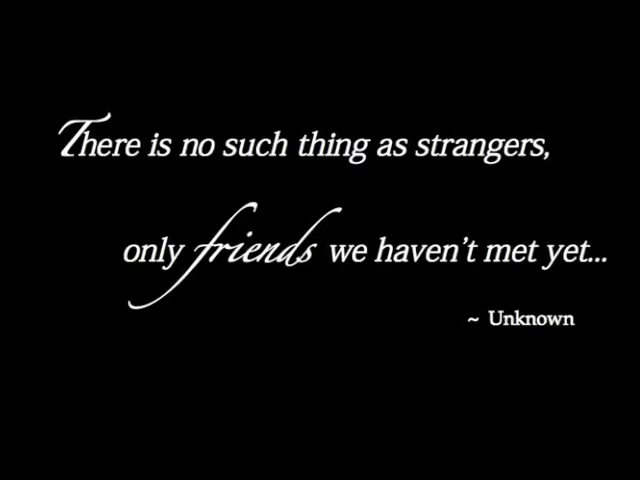 There is no such thing as strangers,
only friends we haven't met yet...
~ Unknown